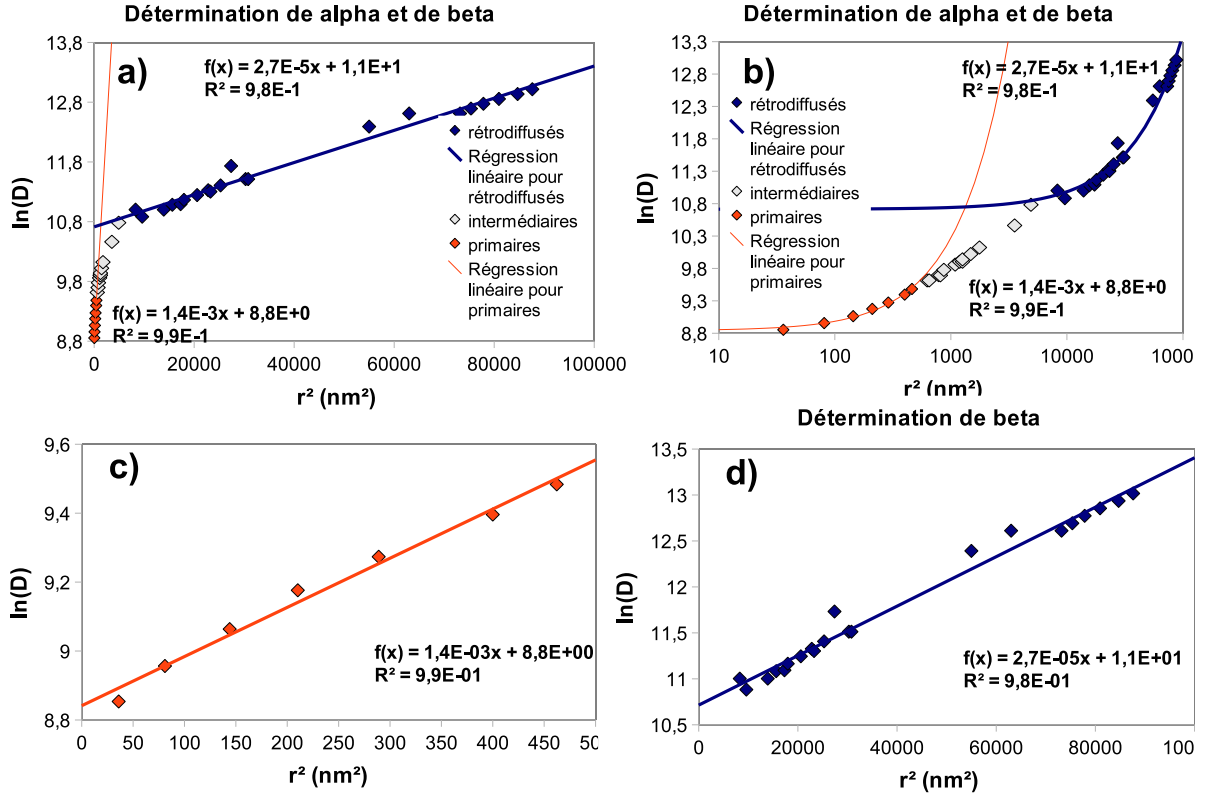 Détermination de alpha et de beta
a)
f(x) = 2,7E-5x + 1,1E+1
R² = 9,8E-1
rétrodiffusés
Régression
linéaire pour
rétrodiffusés
intermédiaires
primaires
Régression
linéaire pour
primaires
f(x) = 1,4E-3x + 8,8E+0
R² = 9,9E-1
ln(D)
13,8
12,8
11,8
10,8
9,8
8,8
0 20000 40000 60000 80000 100000
r² (nm²)
Détermination de alpha et de beta
b)
f(x) = 2,7E-5x + 1,1E+1
R² = 9,8E-1
rétrodiffusés
Régression
linéaire pour
rétrodiffusés
intermédiaires
primaires
Régression
linéaire pour
primaires
f(x) = 1,4E-3x + 8,8E+0
R² = 9,9E-1
ln(D)
13,3
12,8
12,3
11,8
11,3
10,8
10,3
9,8
9,3
8,8
10 100 1000 10000 1000
r² (nm²)
c)
ln(D)
9,6
9,4
9,2
9
8,8
f(x) = 1,4E-03x + 8,8E+00
R² = 9,9E-01
0 50 100 150 200 250 300 350 400 450 50
r² (nm²)
Détermination de beta
d)
ln(D)
13,5
13
12,5
12
11,5
11
10,5
f(x) = 2,7E-05x + 1,1E+01
R² = 9,8E-01
0 20000 40000 60000 80000 1000
r² (nm²)